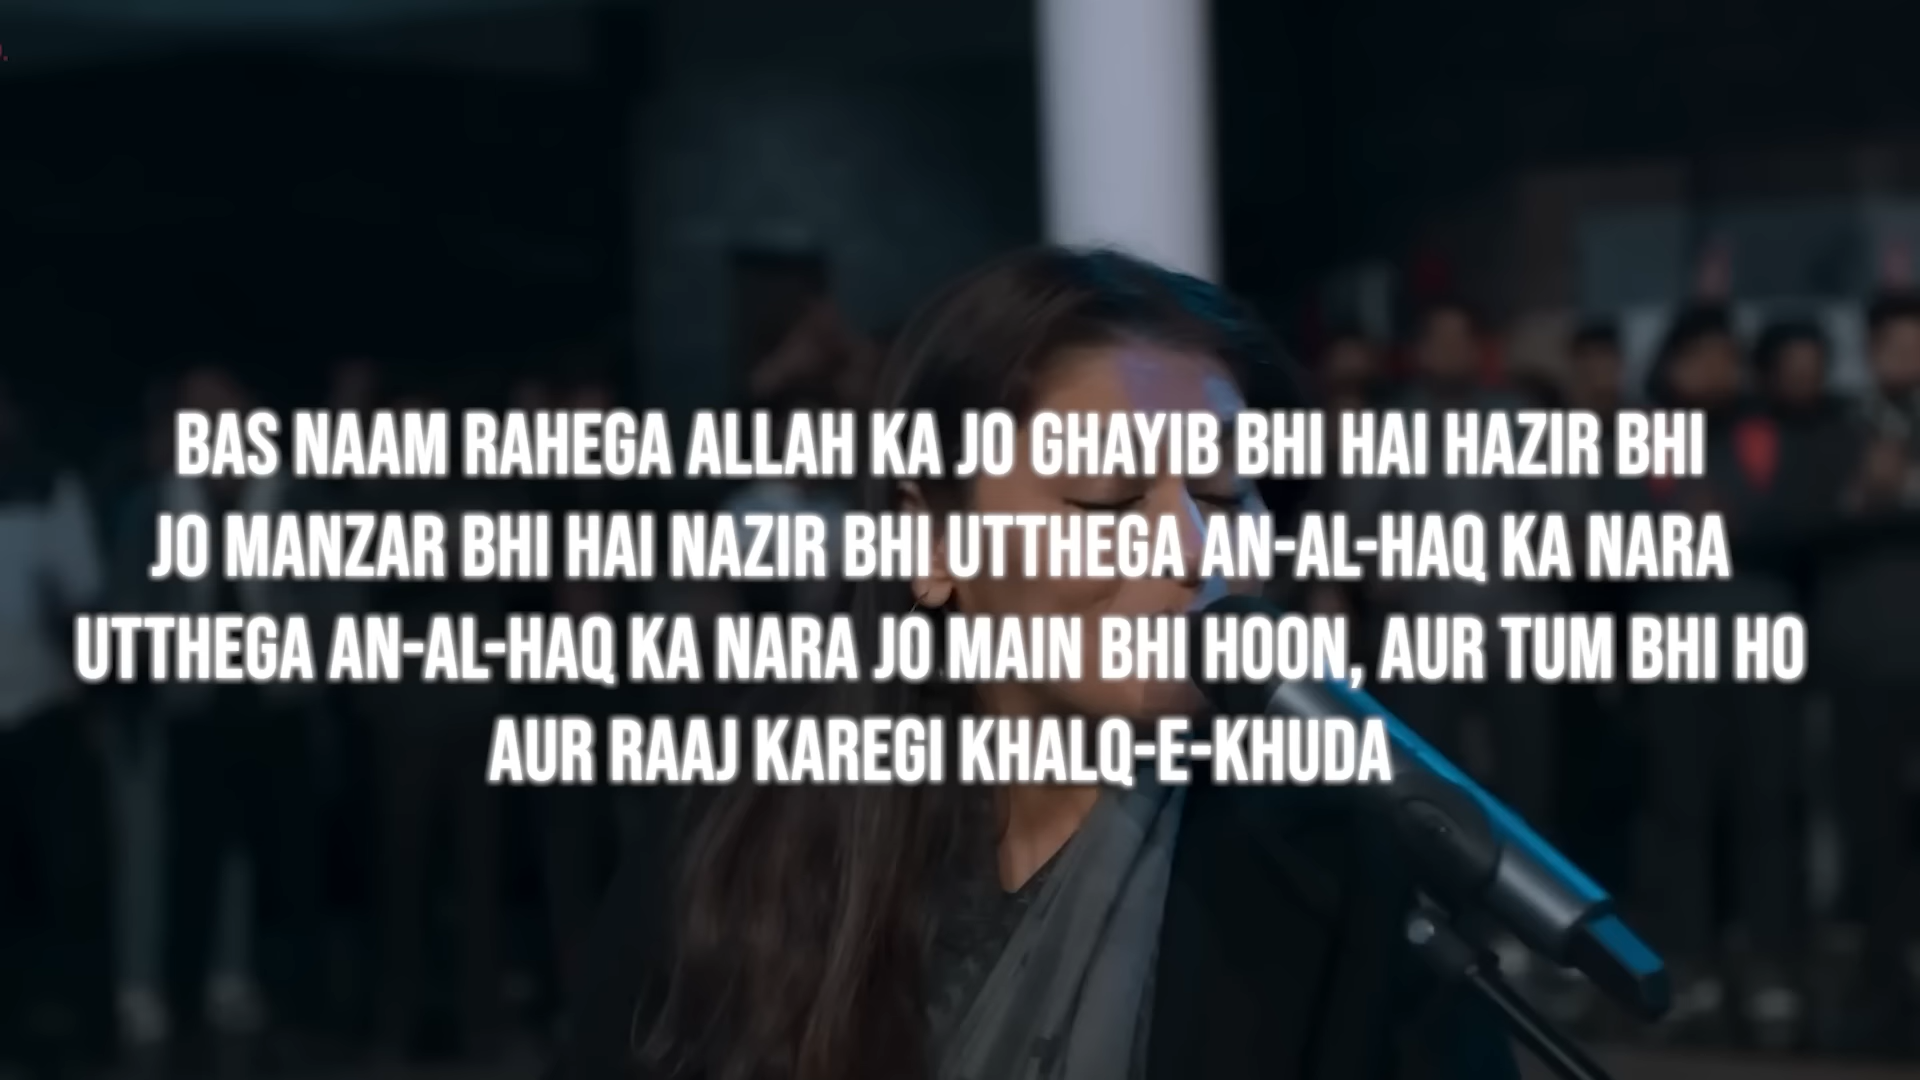 BAS NAAM RAHEGA ALLAH KA JO GHAYIB BHI HAI HAZIR BHI
JO MANZAR BHI HAI NAZIR BHI UTTHEGA AN-AL-HAQ KA NARA
UTTHEGA AN-AL-HAQ KA NARA JO MAIN BHI HOON, AUR TUM BHI HO
AUR RAAJ KAREGI KHALQ-E-KHUDA